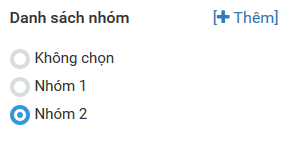 Danh sách nhóm [+ Thêm]
Không chọn
Nhóm 1
Nhóm 2